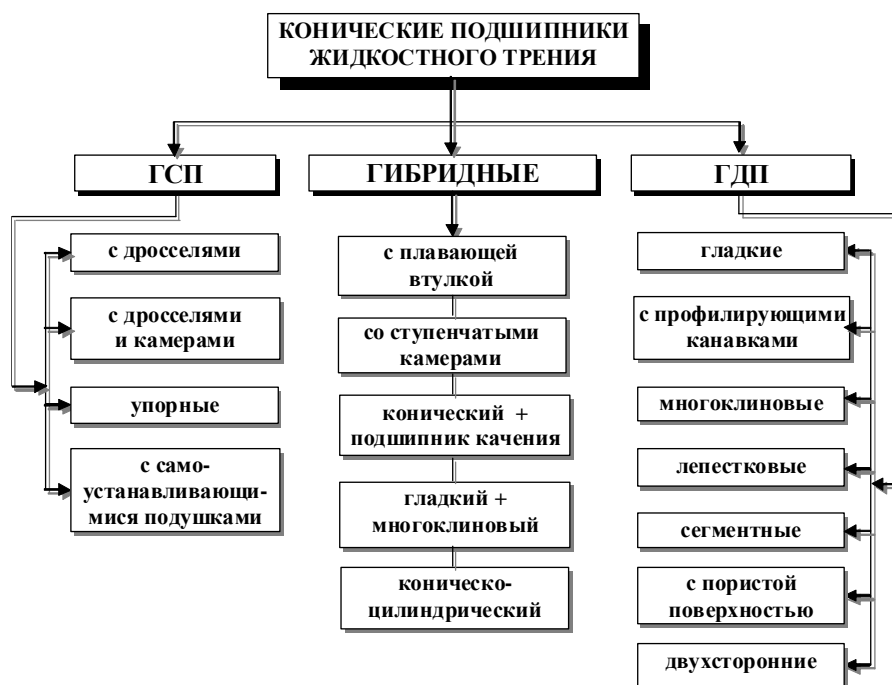 КОНИЧЕСКИЕ ПОДШИПНИКИ
ЖИДКОСТНОГО ТРЕНИЯ
ГСП
с дросселями
с дросселями
и камерами
упорные
с само-
устанавливающи-
мися подушками
ГИБРИДНЫЕ
с плавающей
втулкой
со ступенчатыми
камерами
конический +
подшипник качения
гладкий +
многоклиновый
коническо-
цилиндрический
ГДП
гладкие
с профилирующими
канавками
многоклиновые
лепестковые
сегментные
с пористой
поверхностью
двухсторонние